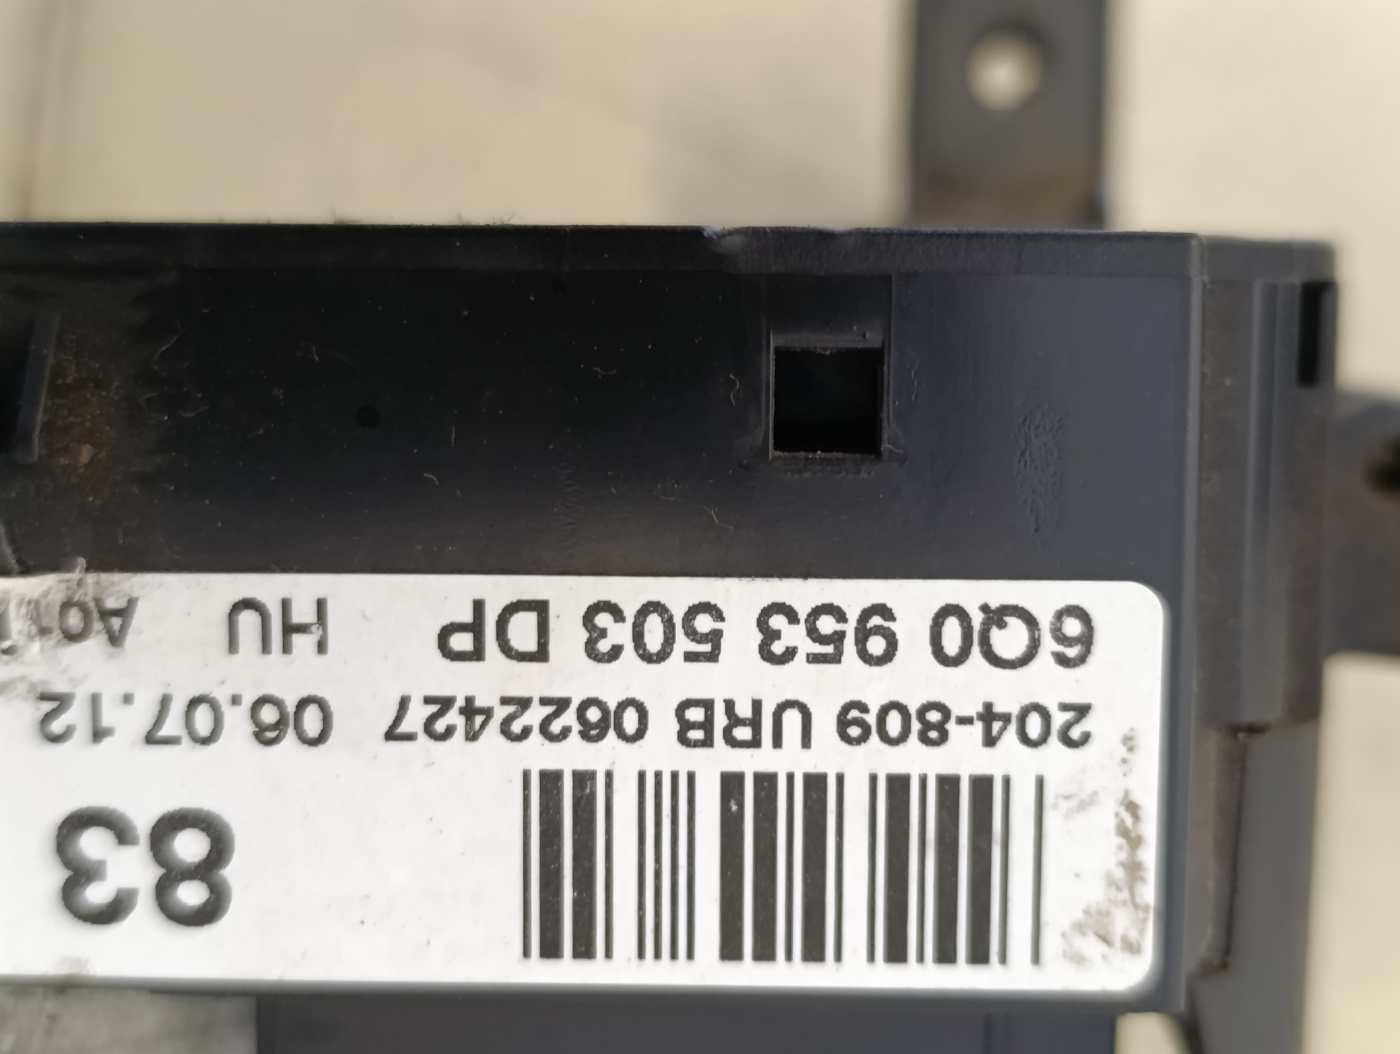 83
204-809 URB 0622427 06.07.12
6Q0 953 503 DP HU